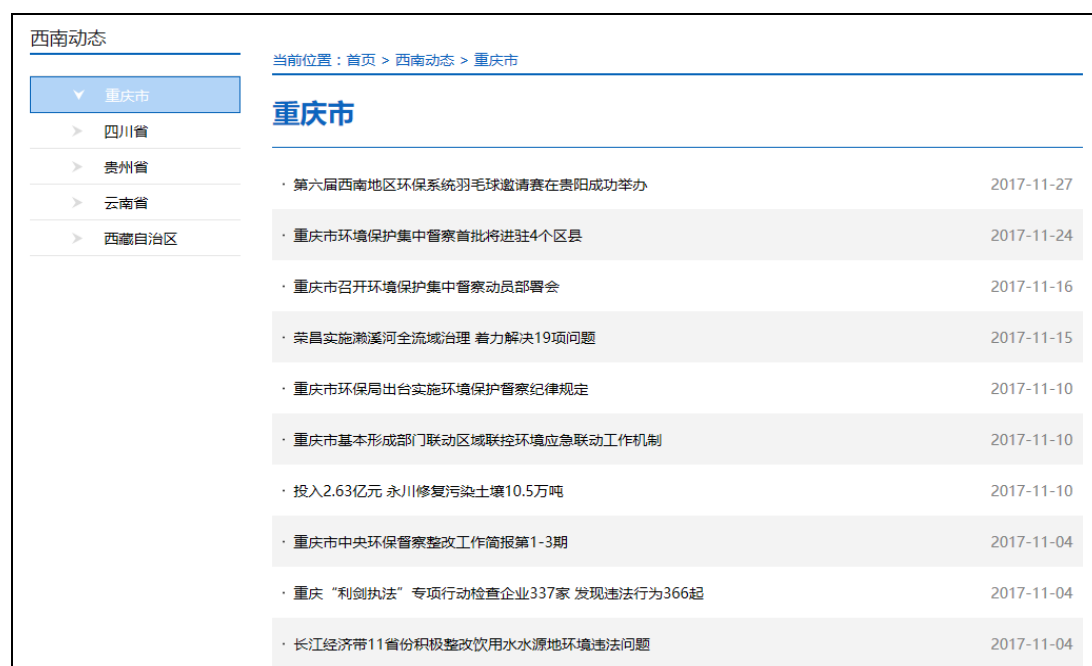 西南动态
当前位置：首页 > 西南动态 > 重庆市
重庆市
四川省
贵州省
云南省
西藏自治区
重庆市
· 第六届西南地区环保系统羽毛球邀请赛在贵阳成功举办 2017-11-27
· 重庆市环境保护集中督察首批将进驻4个区县 2017-11-24
· 重庆市召开环境保护集中督察动员部署会 2017-11-16
· 荣昌实施濑溪河全流域治理 着力解决19项问题 2017-11-15
· 重庆市环保局出台实施环境保护督察纪律规定 2017-11-10
· 重庆市基本形成部门联动区域联控环境应急联动工作机制 2017-11-10
· 投入2.63亿元 永川修复污染土壤10.5万吨 2017-11-10
· 重庆市中央环保督察整改工作简报第1-3期 2017-11-04
· 重庆“利剑执法”专项行动检查企业337家 发现违法行为366起 2017-11-04
· 长江经济带11省份积极整改饮用水水源地环境违法问题 2017-11-04